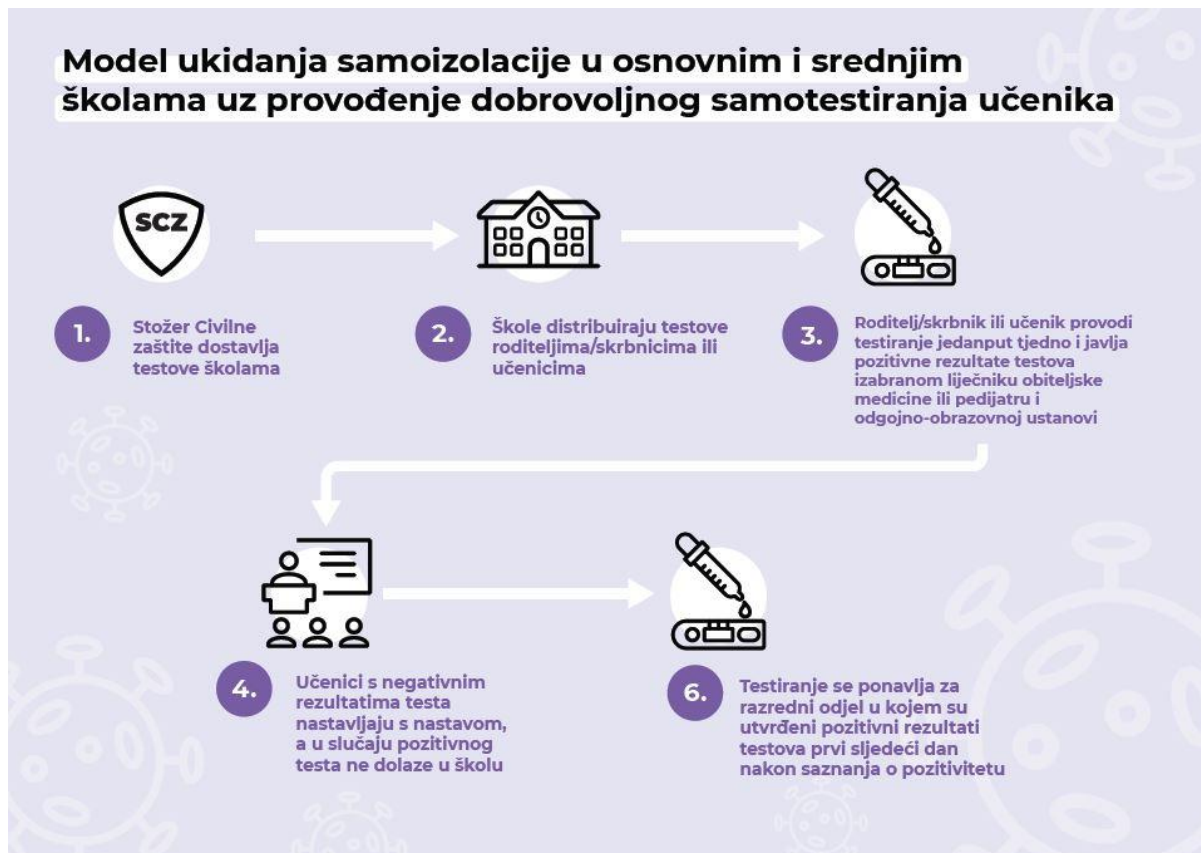 Model ukidanja samoizolacije u osnovnim i srednjim
školama uz provođenje dobrovoljnog samotestiranja učenika
SCZ
1.
Stožer Civilne
zaštite dostavlja
testove školama
2.
Škole distribuiraju testove
roditeljima/skrbnicima ili
učenicima
3.
Roditelj/skrbnik ili učenik provodi
testiranje jedanput tjedno i javlja
pozitivne rezultate testova
izabranom liječniku obiteljske
medicine ili pedijatru i
odgojno-obrazovnoj ustanovi
4.
Učenici s negativnim
rezultatima testa
nastavljaju s nastavom,
a u slučaju pozitivnog
testa ne dolaze u školu
6.
Testiranje se ponavlja za
razredni odjel u kojem su
utvrđeni pozitivni rezultati
testova prvi sljedeći dan
nakon saznanja o pozitivitetu